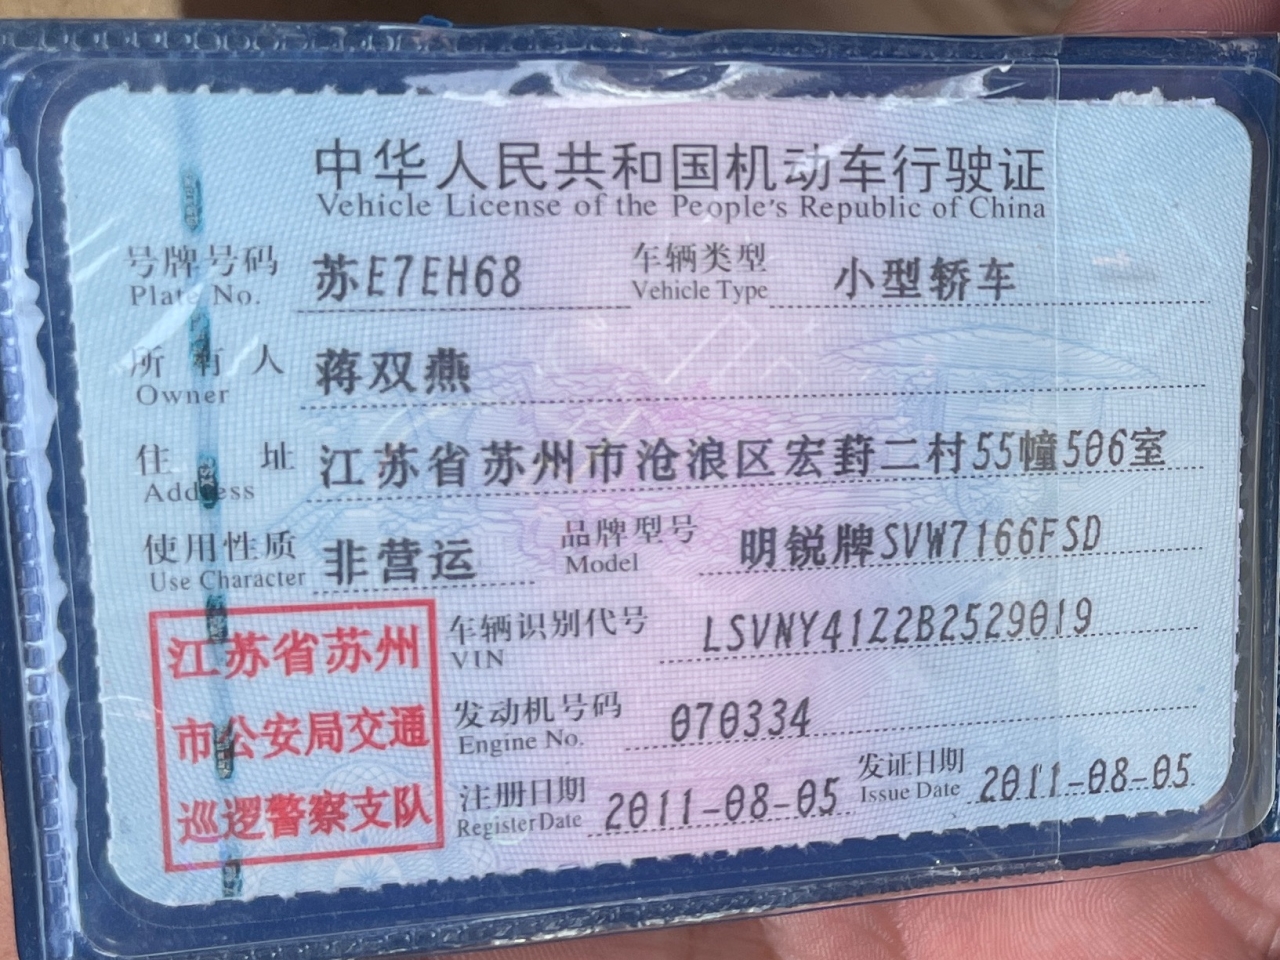 中华人民共和国机动车行驶证
Vehicle License of the People's Republic of China
号牌号码 苏E7EH68 车辆类型 小型轿车
Plate No. Vehicle Type
所有人 蒋双燕
Owner
住址 江苏省苏州市沧浪区宏葑二村55幢506室
Address
使用性质 非营运 品牌型号 明锐牌SVW7166FSD
Use Character Model
江苏省苏州
市公安局交通
巡逻警察支队
车辆识别代号 LSVNY4122B2529019
VIN
发动机号码 070334
Engine No.
注册日期 2011-08-05 发证日期 2011-08-05
Register Date Issue Date